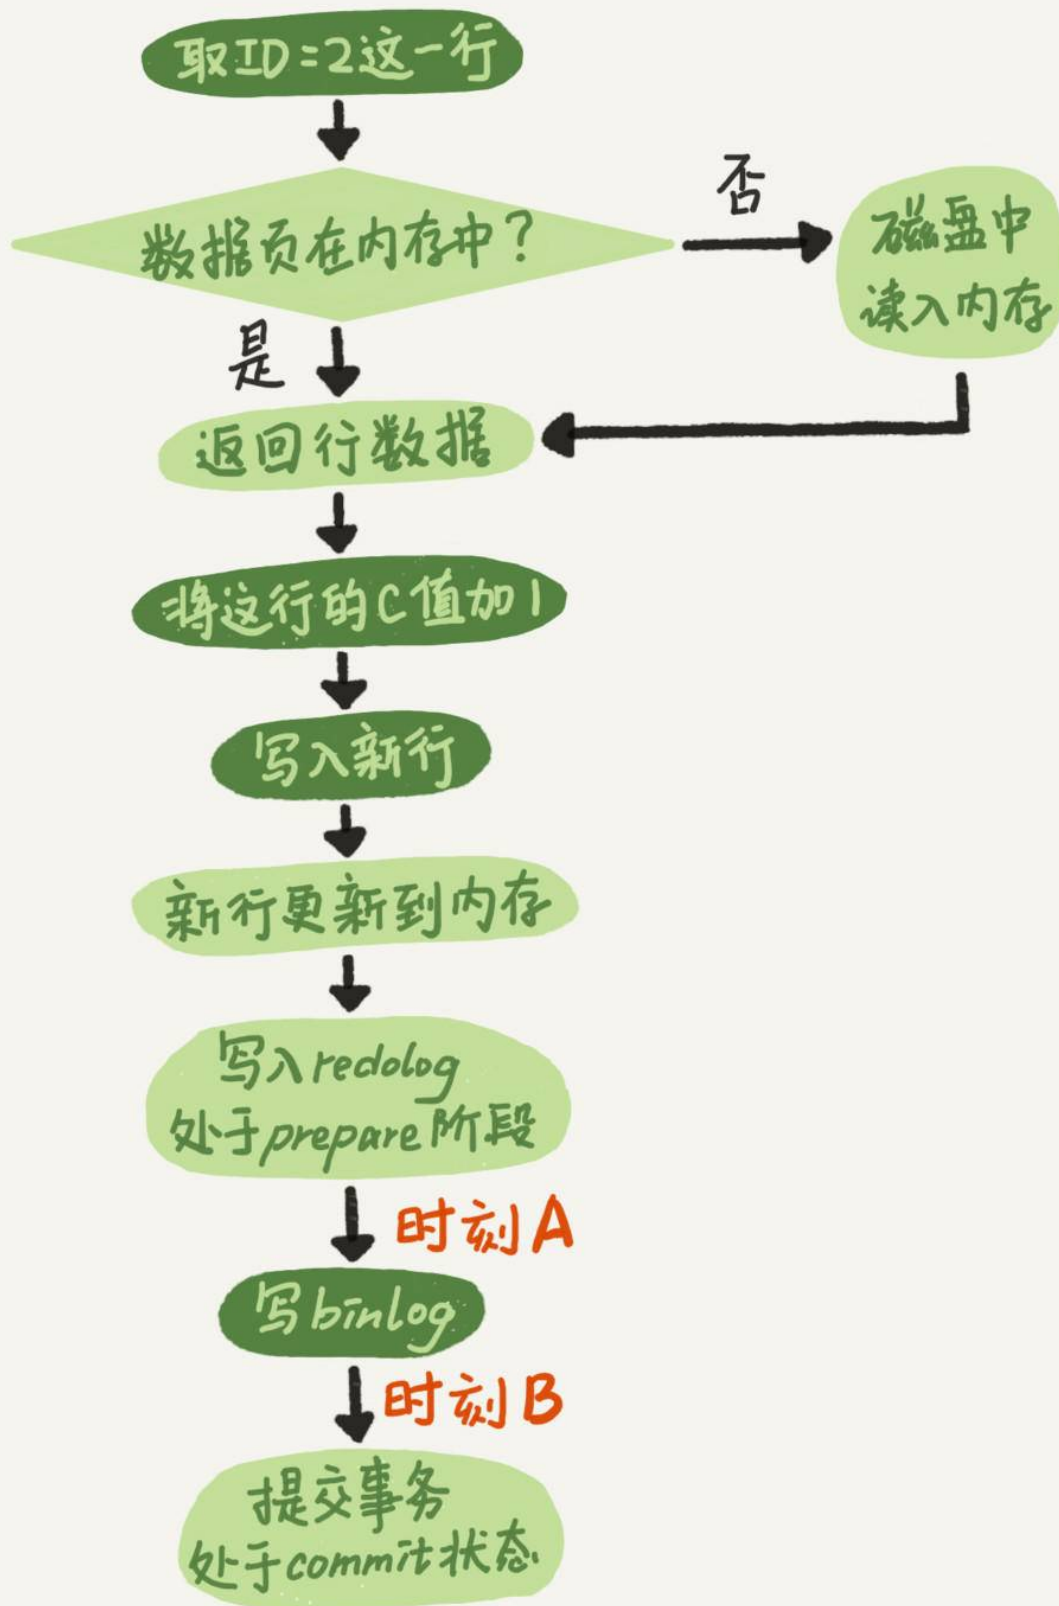 取ID=2这一行
数据页在内存中？
否
磁盘中
读入内存
是
返回行数据
将这行的C值加1
写入新行
新行更新到内存
写入redolog
处于prepare阶段
时刻A
写binlog
时刻B
提交事务
处于commit状态